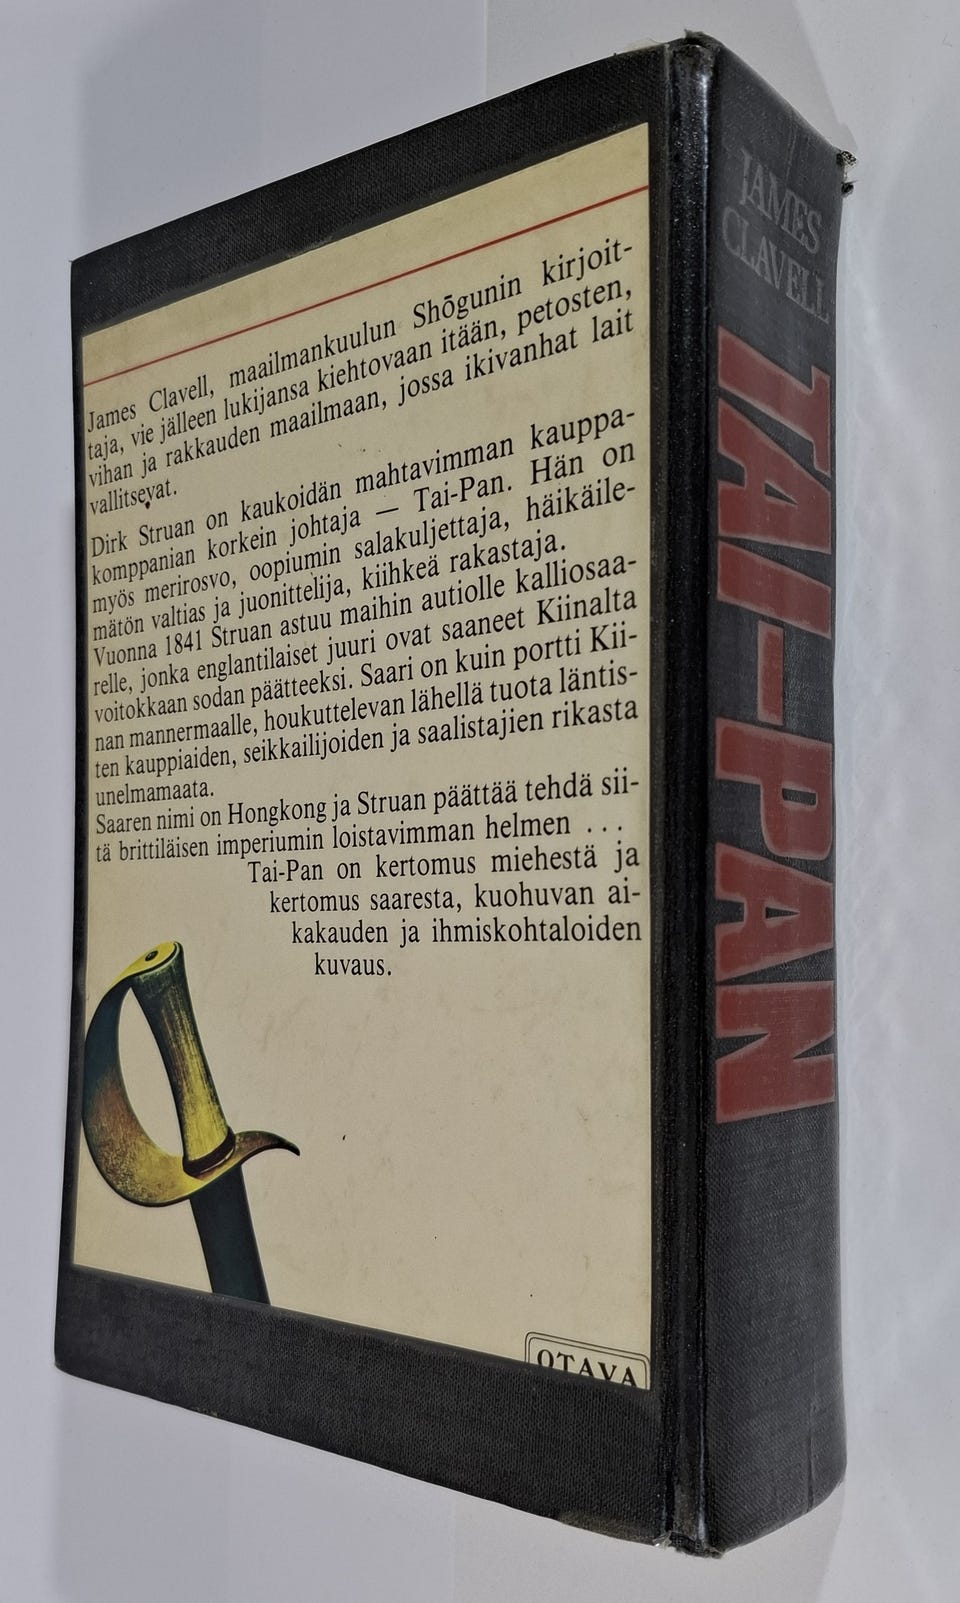 James Clavell, maailmankuulun Shōgunin kirjoit-
taja, vie jälleen lukijansa kiehtovaan itään, petosten,
vihan ja rakkauden maailmaan, jossa ikivanhat lait
vallitsevat.
Dirk Struan on kaukoidän mahtavimman kauppa-
komppanian korkein johtaja — Tai-Pan. Hän on
myös merirosvo, oopiumin salakuljettaja, häikäile-
mätön valtias ja juonittelija, kiihkeä rakastaja.
Vuonna 1841 Struan astuu maihin autiolle kalliosaa-
relle, jonka englantilaiset juuri ovat saaneet Kiinalta
voitokkaan sodan päätteeksi. Saari on kuin portti Kii-
nan mannermaalle, houkuttelevan lähellä tuota läntis-
ten kauppiaiden, seikkailijoiden ja saalistajien rikasta
unelmamaata.
Saaren nimi on Hongkong ja Struan päättää tehdä sii-
tä brittiläisen imperiumin loistavimman helmen ...
Tai-Pan on kertomus miehestä ja
kertomus saaresta, kuohuvan ai-
kakauden ja ihmiskohtaloiden
kuvaus.
OTAVA
JAMES
CLAVELL
TAI-PAN